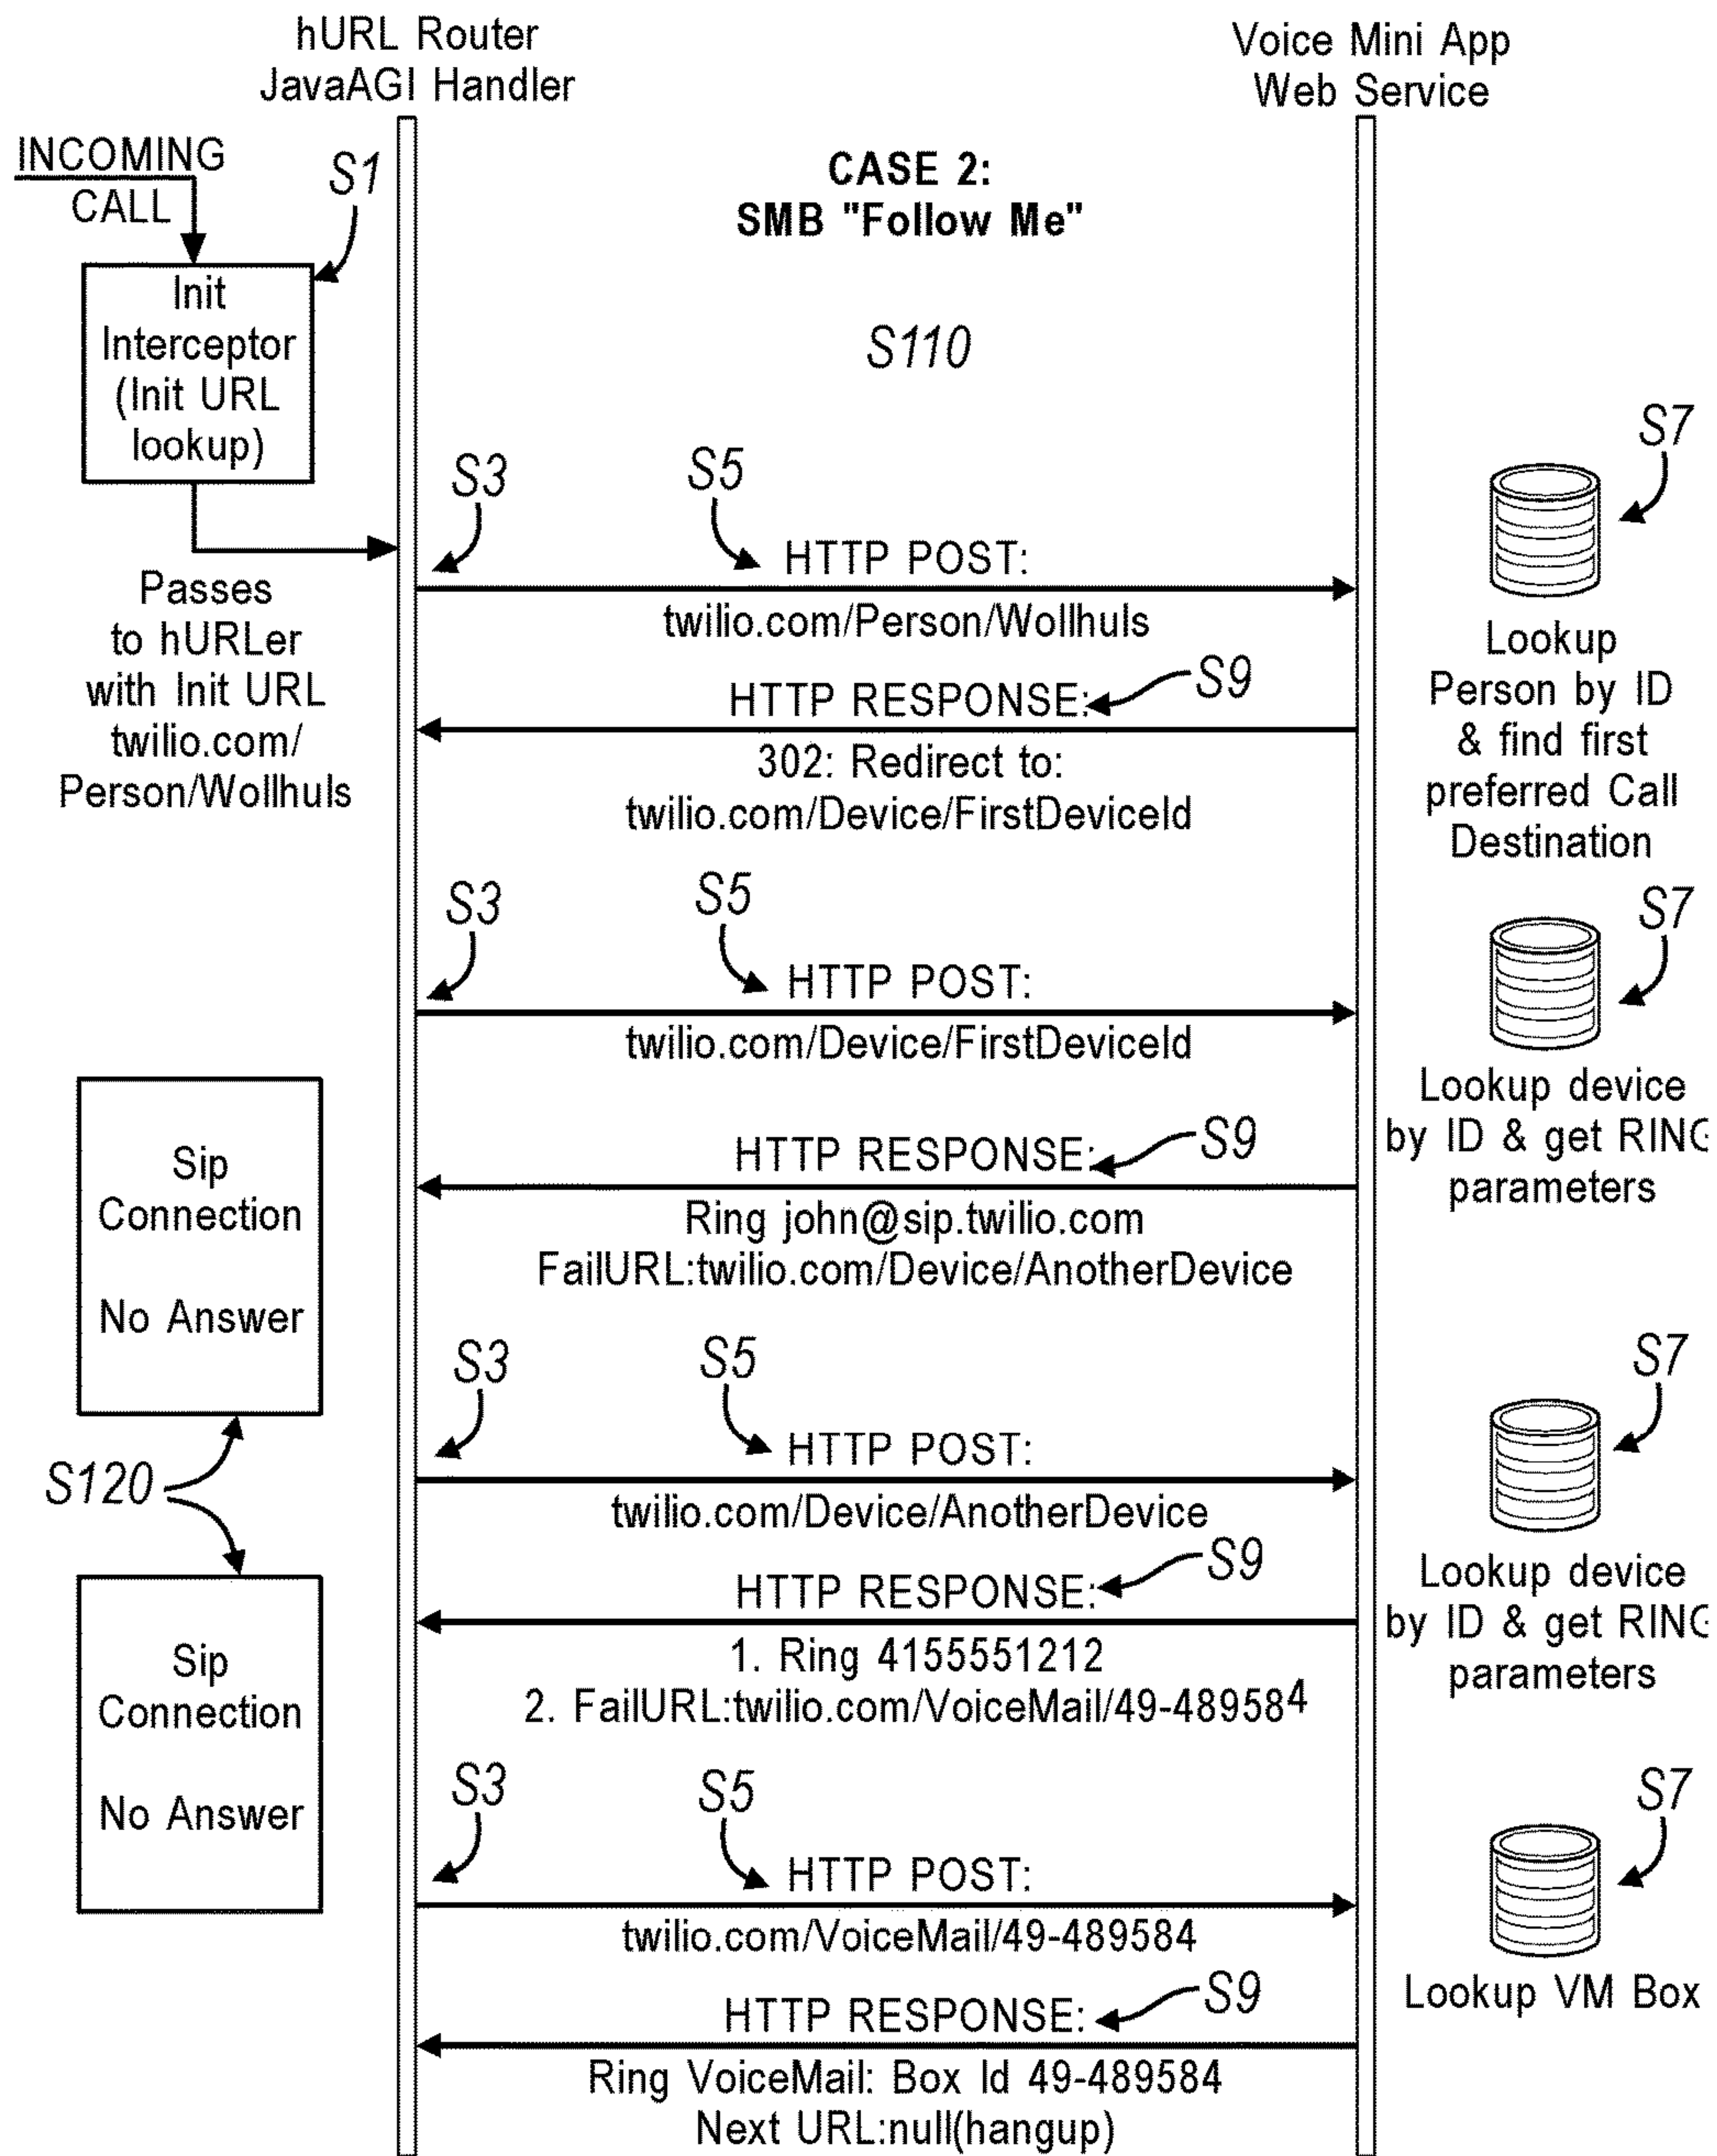 hURL Router
JavaAGI Handler
Voice Mini App
Web Service
INCOMING
CALL
S1
CASE 2:
SMB "Follow Me"
Init
Interceptor
(Init URL
lookup)
S110
S7
S3
S5
HTTP POST:
twilio.com/Person/Wollhuls
Passes
to hURLer
with Init URL
twilio.com/
Person/Wollhuls
Lookup
Person by ID
& find first
preferred Call
Destination
HTTP RESPONSE:
S9
302: Redirect to:
twilio.com/Device/FirstDeviceId
S3
S5
S7
HTTP POST:
twilio.com/Device/FirstDeviceId
Lookup device
by ID & get RING
parameters
Sip
Connection
No Answer
HTTP RESPONSE:
S9
Ring john@sip.twilio.com
FailURL:twilio.com/Device/AnotherDevice
S3
S5
S7
HTTP POST:
twilio.com/Device/AnotherDevice
S120
Lookup device
by ID & get RING
parameters
HTTP RESPONSE:
S9
1. Ring 4155551212
2. FailURL:twilio.com/VoiceMail/49-489584
Sip
Connection
No Answer
S3
S5
S7
HTTP POST:
twilio.com/VoiceMail/49-489584
Lookup VM Box
HTTP RESPONSE:
S9
Ring VoiceMail: Box Id 49-489584
Next URL:null(hangup)